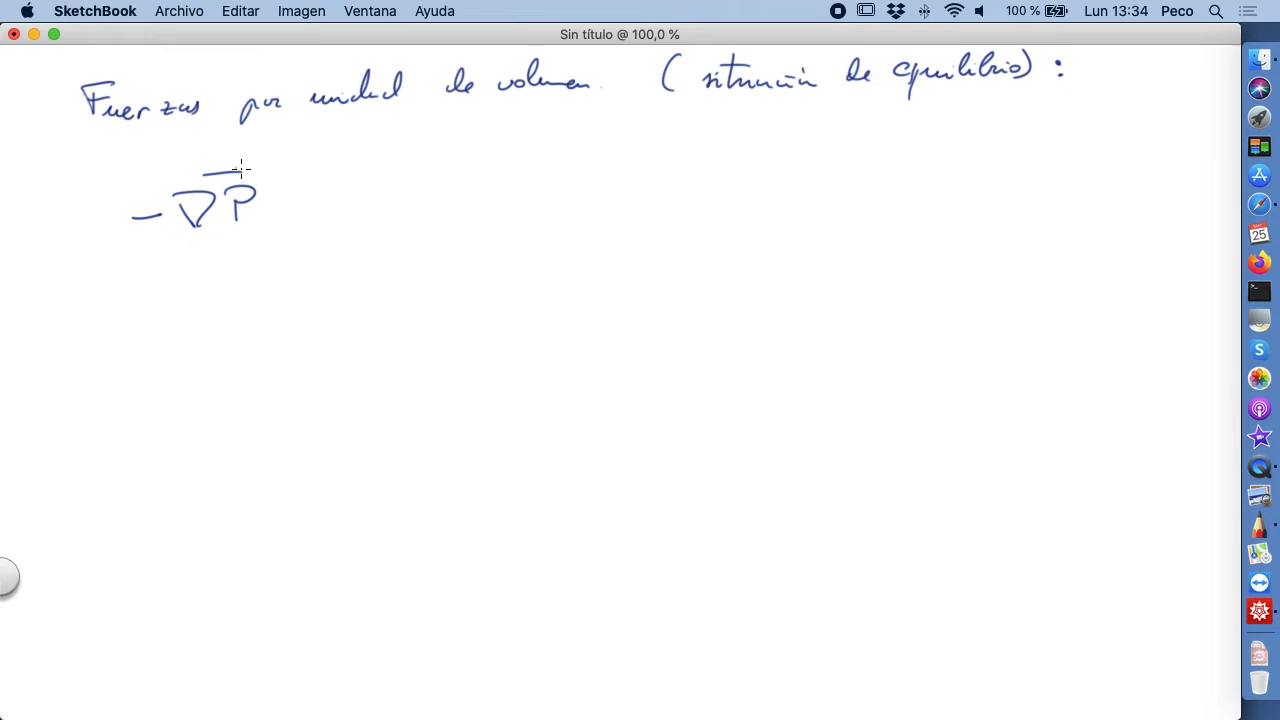 SketchBook Archivo Editar Imagen Ventana Ayuda 100 % Lun 13:34 Peco
Sin título @ 100,0 %
Fuerzas por unidad de volumen. (situación de equilibrio) :
- ∇P
25